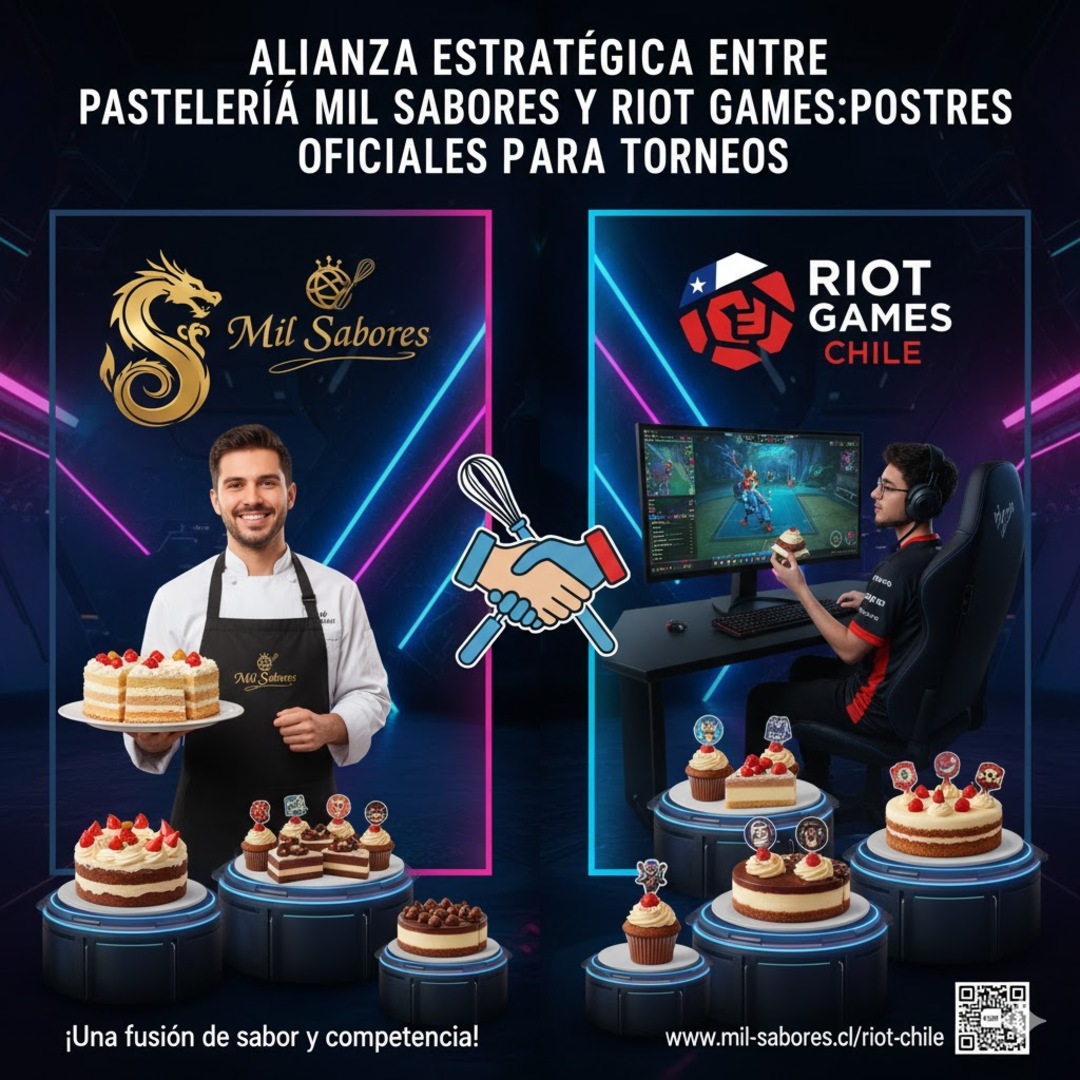 ALIANZA ESTRATÉGICA ENTRE
PASTELERÍÁ MIL SABORES Y RIOT GAMES:POSTRES
OFICIALES PARA TORNEOS
Mil Sabores
RIOT
GAMES
CHILE
Mil Sabores
¡Una fusión de sabor y competencia!
www.mil-sabores.cl/riot-chile